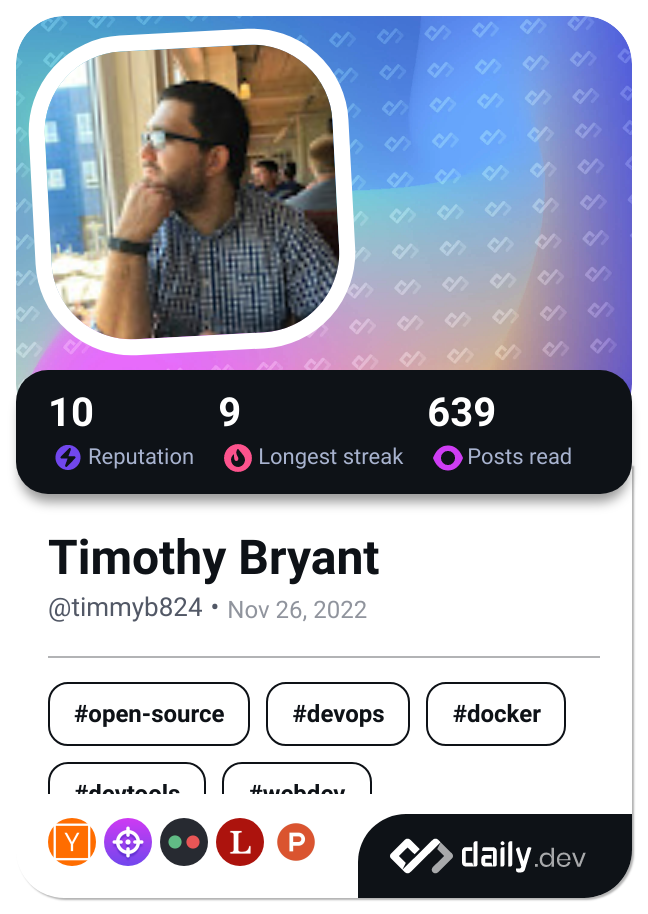 10 9 639
Reputation Longest streak Posts read
Timothy Bryant
@timmyb824 • Nov 26, 2022
#open-source #devops #docker
#devtools #webdev
Y L P daily.dev